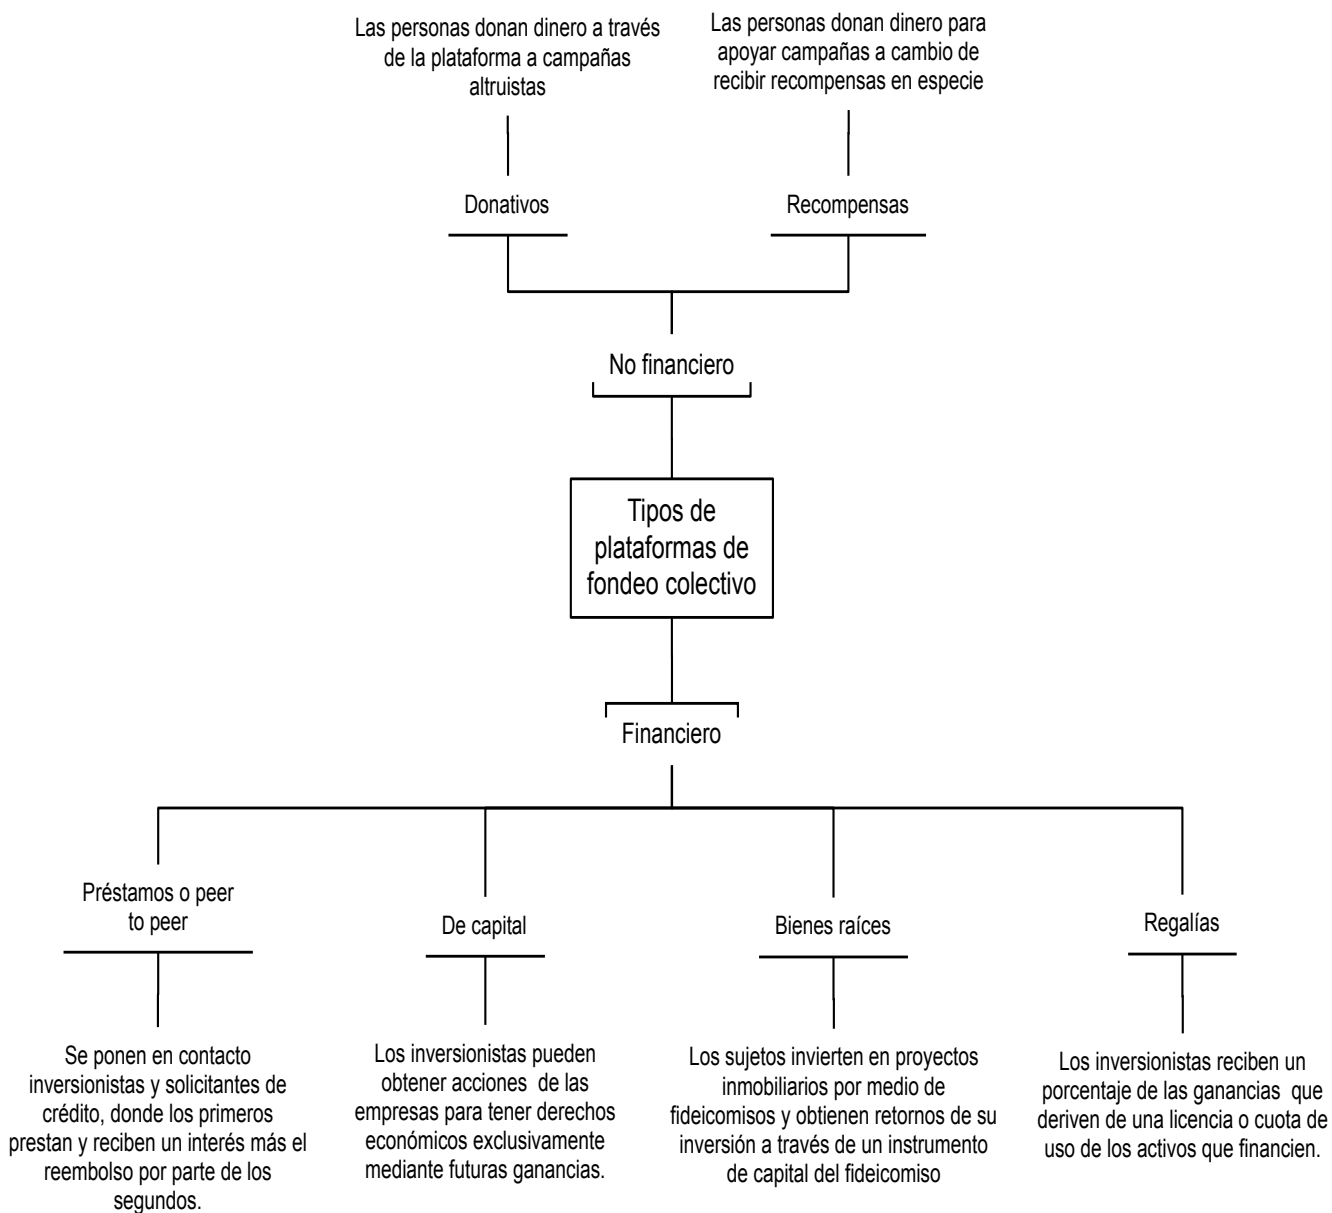 Las personas donan dinero a través
de la plataforma a campañas
altruistas
Las personas donan dinero para
apoyar campañas a cambio de
recibir recompensas en especie
Donativos
Recompensas
No financiero
Tipos de
plataformas de
fondeo colectivo
Financiero
Préstamos o peer
to peer
De capital
Bienes raíces
Regalías
Se ponen en contacto
inversionistas y solicitantes de
crédito, donde los primeros
prestan y reciben un interés más el
reembolso por parte de los
segundos.
Los inversionistas pueden
obtener acciones de las
empresas para tener derechos
económicos exclusivamente
mediante futuras ganancias.
Los sujetos invierten en proyectos
inmobiliarios por medio de
fideicomisos y obtienen retornos de su
inversión a través de un instrumento
de capital del fideicomiso
Los inversionistas reciben un
porcentaje de las ganancias que
deriven de una licencia o cuota de
uso de los activos que financien.